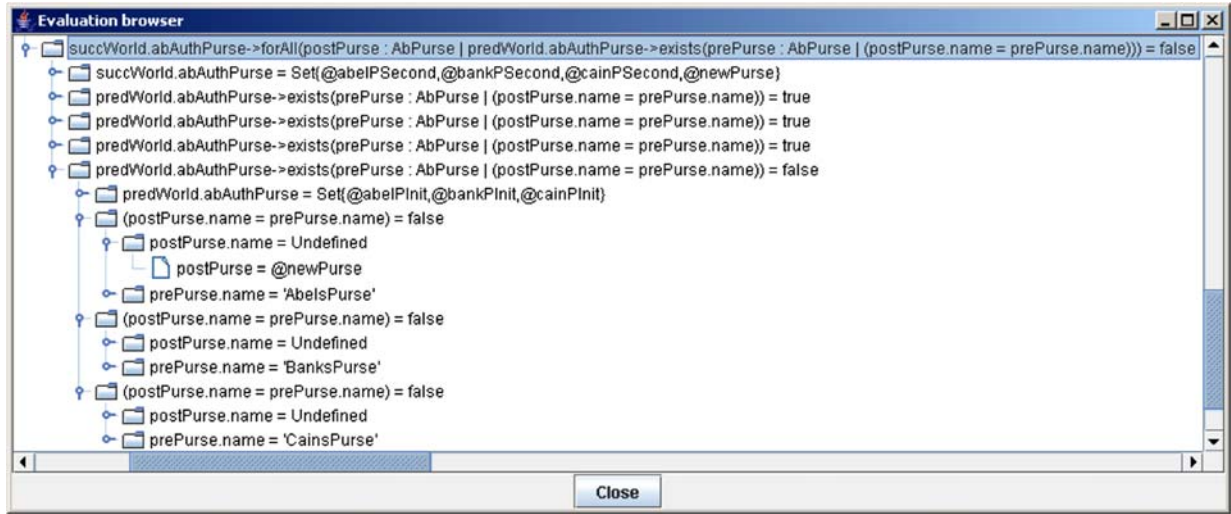 Evaluation browser
succWorld.abAuthPurse->forAll(postPurse : AbPurse | predWorld.abAuthPurse->exists(prePurse : AbPurse | (postPurse.name = prePurse.name))) = false
succWorld.abAuthPurse = Set{@abelPSecond,@bankPSecond,@cainPSecond,@newPurse}
predWorld.abAuthPurse->exists(prePurse : AbPurse | (postPurse.name = prePurse.name)) = true
predWorld.abAuthPurse->exists(prePurse : AbPurse | (postPurse.name = prePurse.name)) = true
predWorld.abAuthPurse->exists(prePurse : AbPurse | (postPurse.name = prePurse.name)) = true
predWorld.abAuthPurse->exists(prePurse : AbPurse | (postPurse.name = prePurse.name)) = false
predWorld.abAuthPurse = Set{@abelPInit,@bankPInit,@cainPInit}
(postPurse.name = prePurse.name) = false
postPurse.name = Undefined
postPurse = @newPurse
prePurse.name = 'AbelsPurse'
(postPurse.name = prePurse.name) = false
postPurse.name = Undefined
prePurse.name = 'BanksPurse'
(postPurse.name = prePurse.name) = false
postPurse.name = Undefined
prePurse.name = 'CainsPurse'
Close